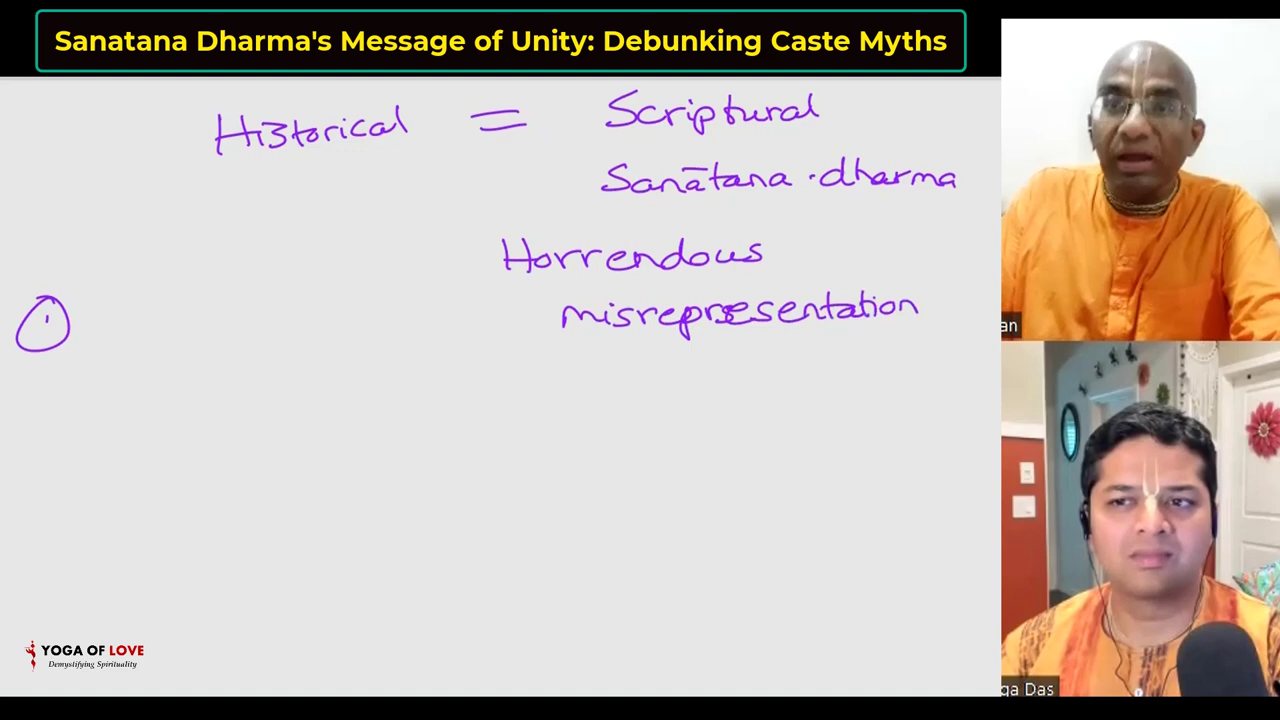 Sanatana Dharma's Message of Unity: Debunking Caste Myths
Historical = Scriptural
Sanātana-dharma
Horrendous
misrepresentation
an
YOGA OF LOVE
Demystifying Spirituality
ga Das